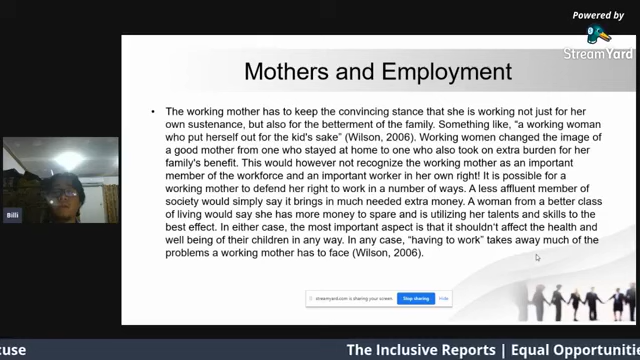 Powered by
StreamYard
Mothers and Employment
• The working mother has to keep the convincing stance that she is working not just for her
own sustenance, but also for the betterment of the family. Something like, “a working woman
who put herself out for the kid's sake” (Wilson, 2006). Working women changed the image of
a good mother from one who stayed at home to one who also took on extra burden for her
family's benefit. This would however not recognize the working mother as an important
member of the workforce and an important worker in her own right! It is possible for a
working mother to defend her right to work in a number of ways. A less affluent member of
society would simply say it brings in much needed extra money. A woman from a better class
of living would say she has more money to spare and is utilizing her talents and skills to the
best effect. In either case, the most important aspect is that it shouldn't affect the health and
well being of their children in any way. In any case, “having to work” takes away much of the
problems a working mother has to face (Wilson, 2006).
Billi
streamyard.com is sharing your screen.
Stop sharing
Hide
cuse
The Inclusive Reports | Equal Opportunitie